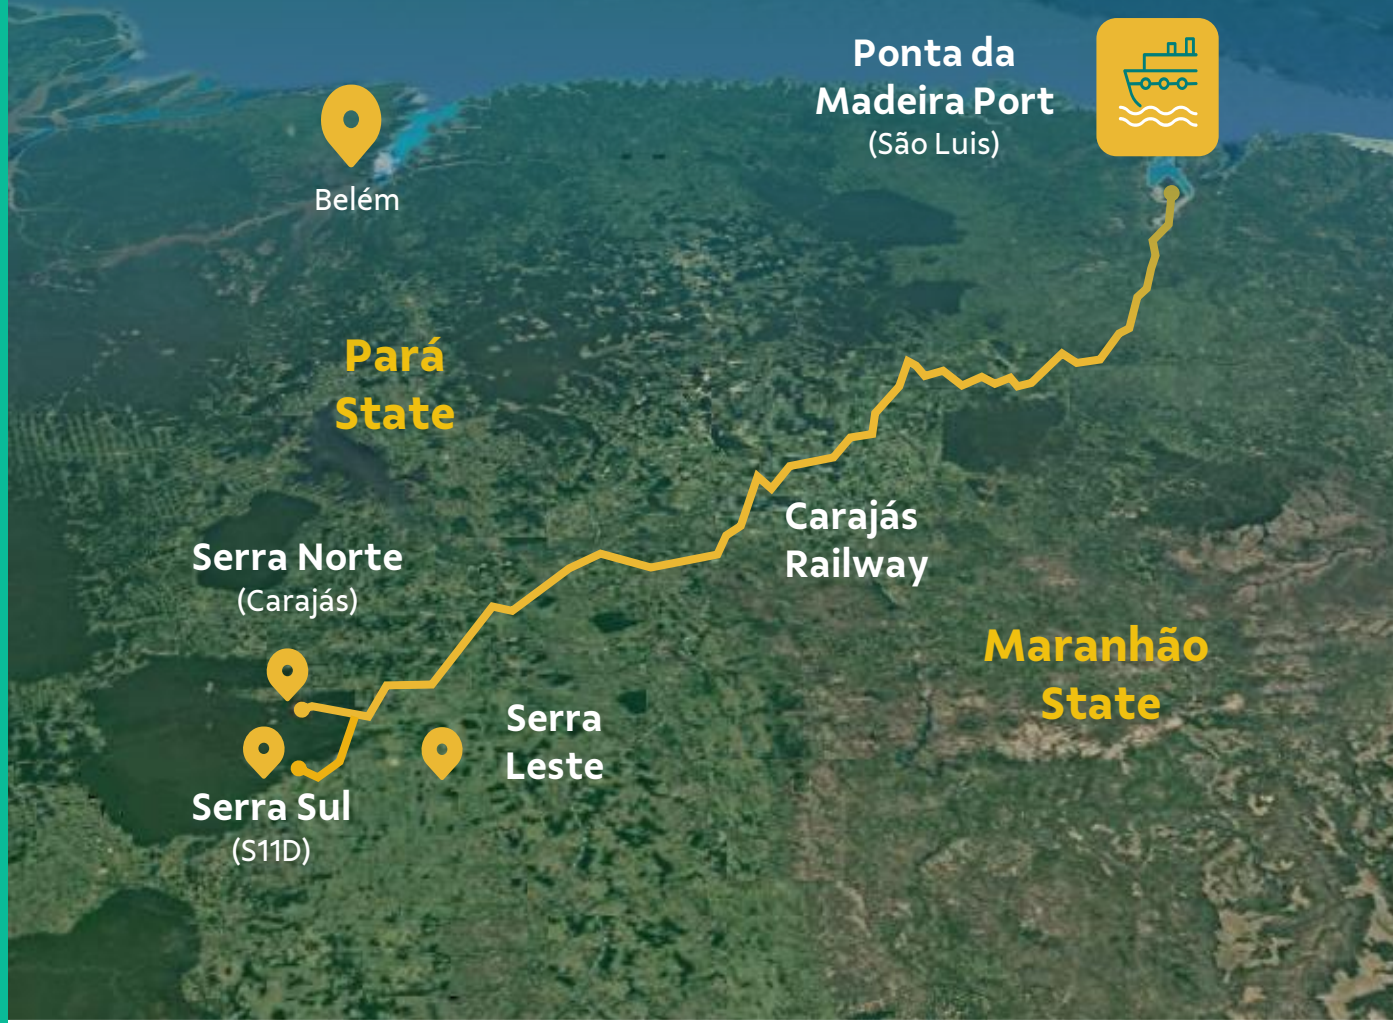 Ponta da
Madeira Port
(São Luis)
Belém
Pará
State
Carajás
Railway
Serra Norte
(Carajás)
Maranhão
State
Serra
Leste
Serra Sul
(S11D)